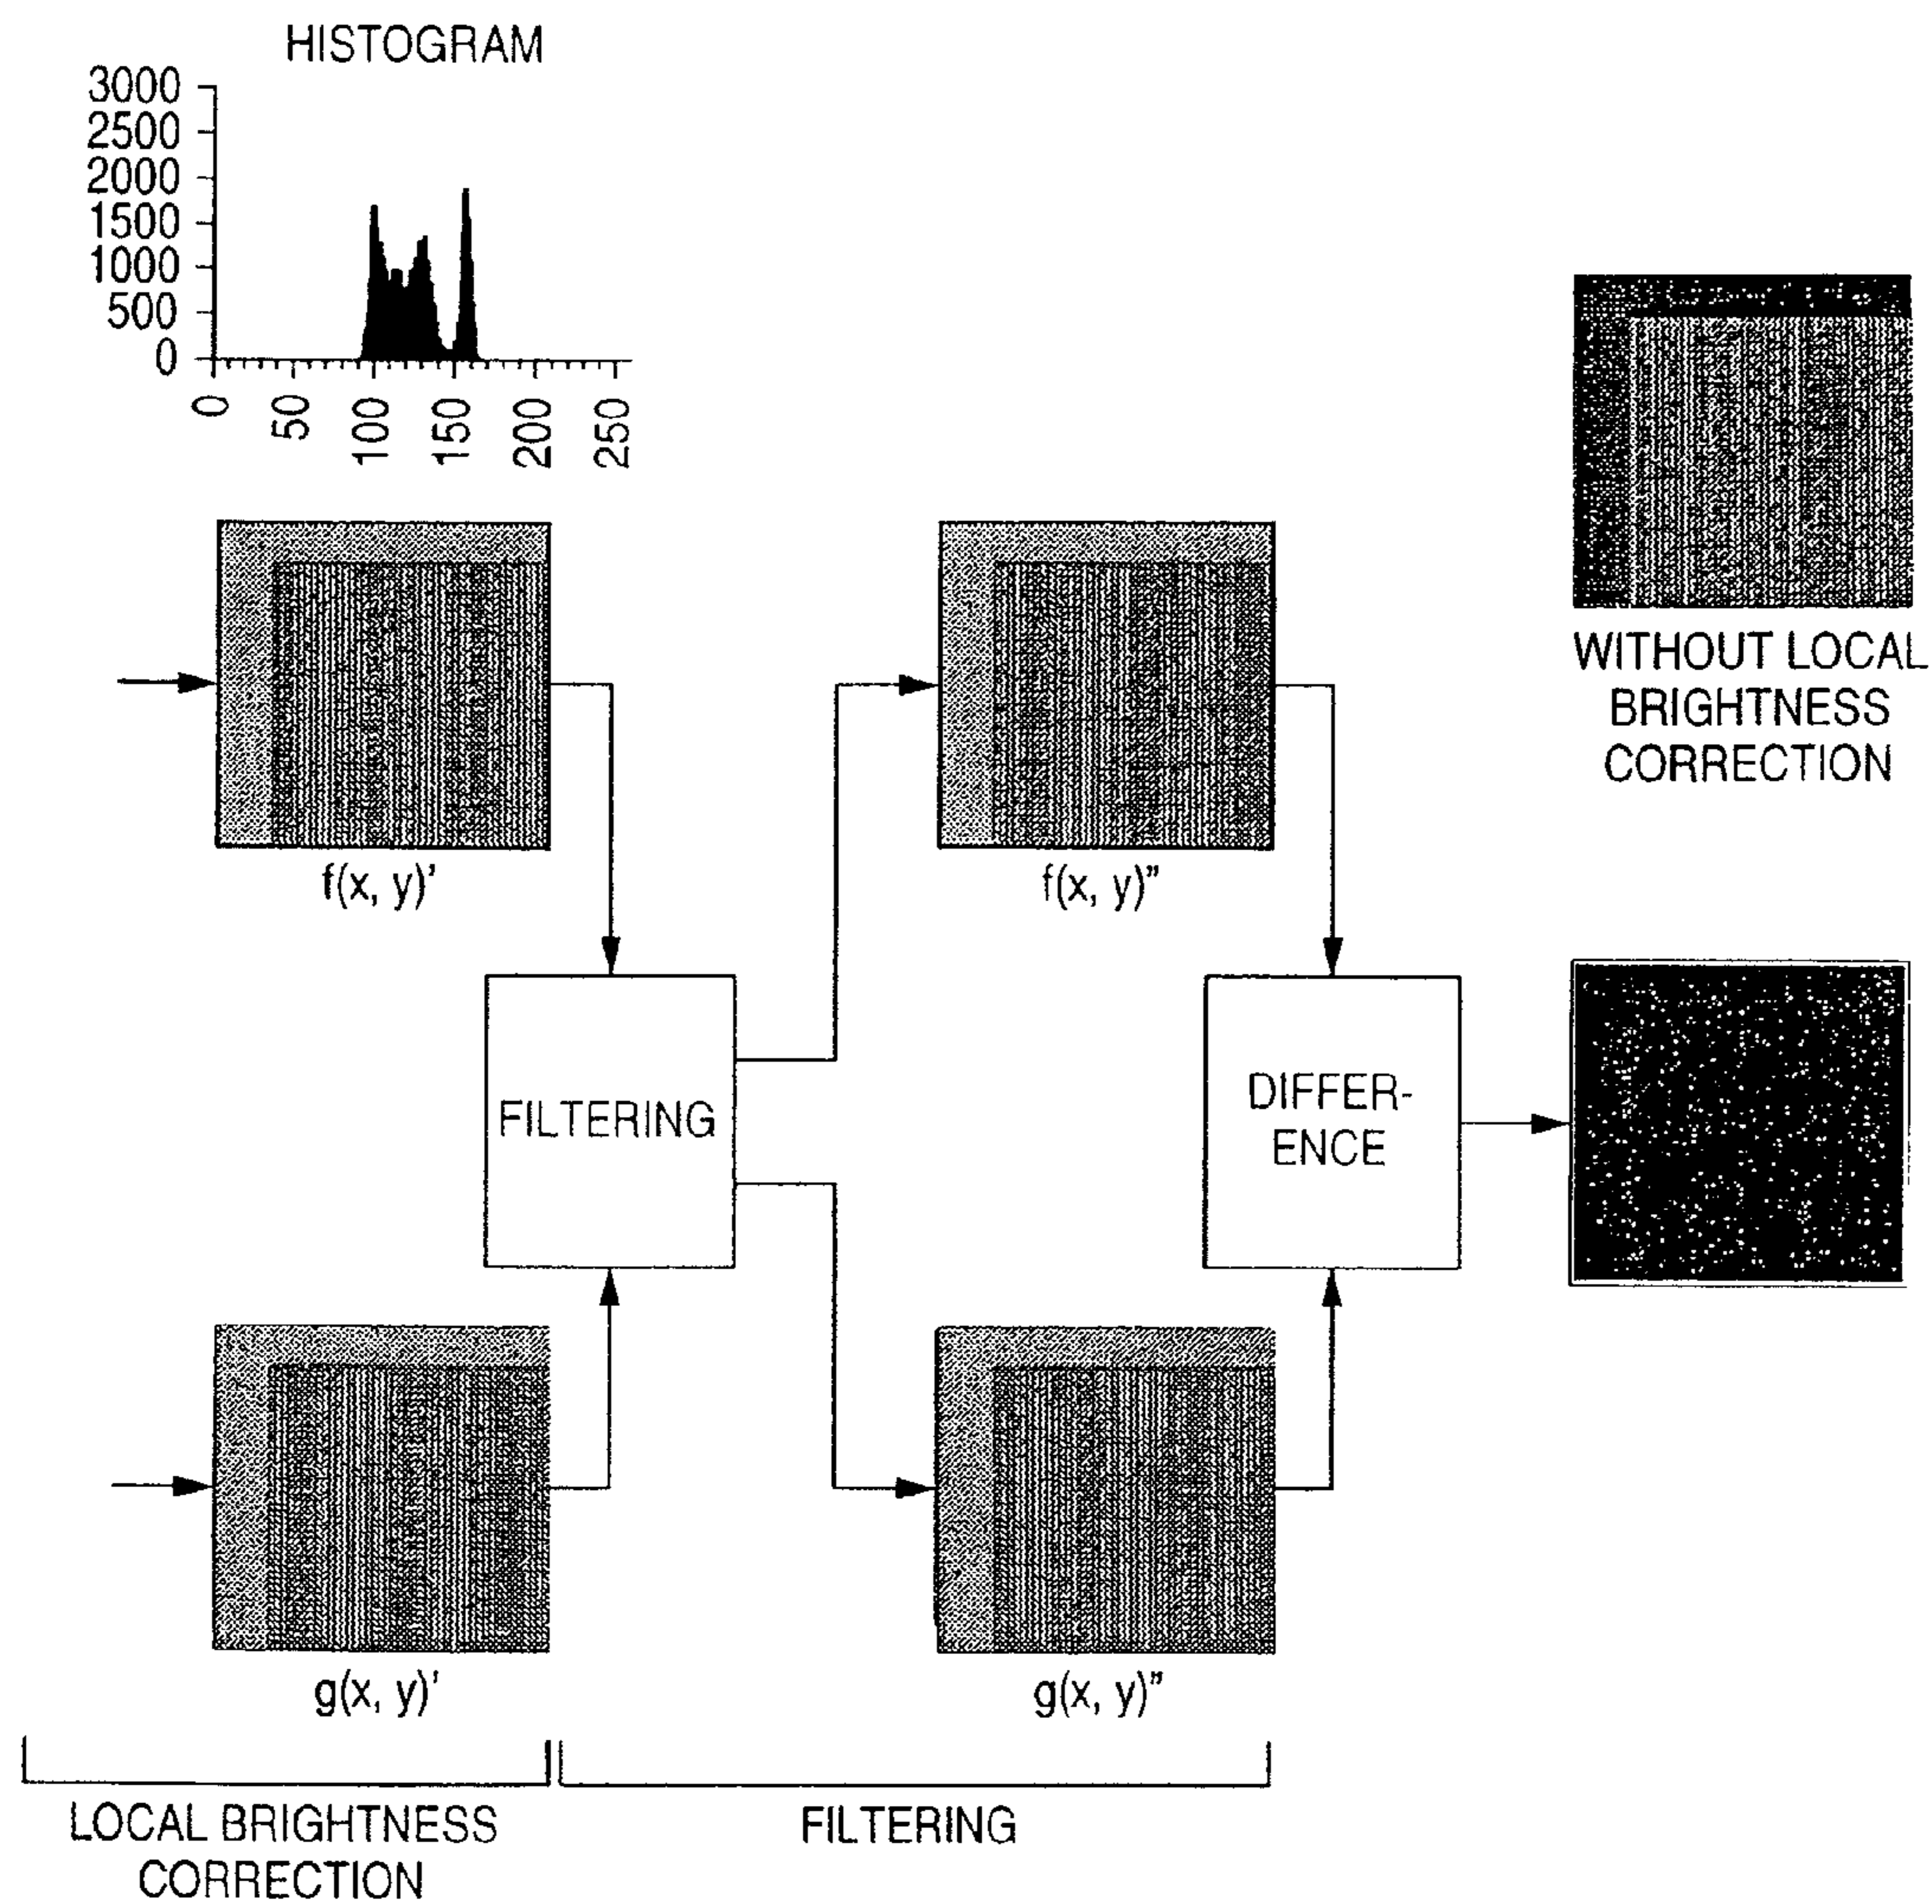 HISTOGRAM
3000
2500
2000
1500
1000
500
0
0
50
100
150
200
250
f(x, y)'
f(x, y)"
WITHOUT LOCAL
BRIGHTNESS
CORRECTION
FILTERING
DIFFER-
ENCE
g(x, y)'
g(x, y)"
LOCAL BRIGHTNESS
CORRECTION
FILTERING